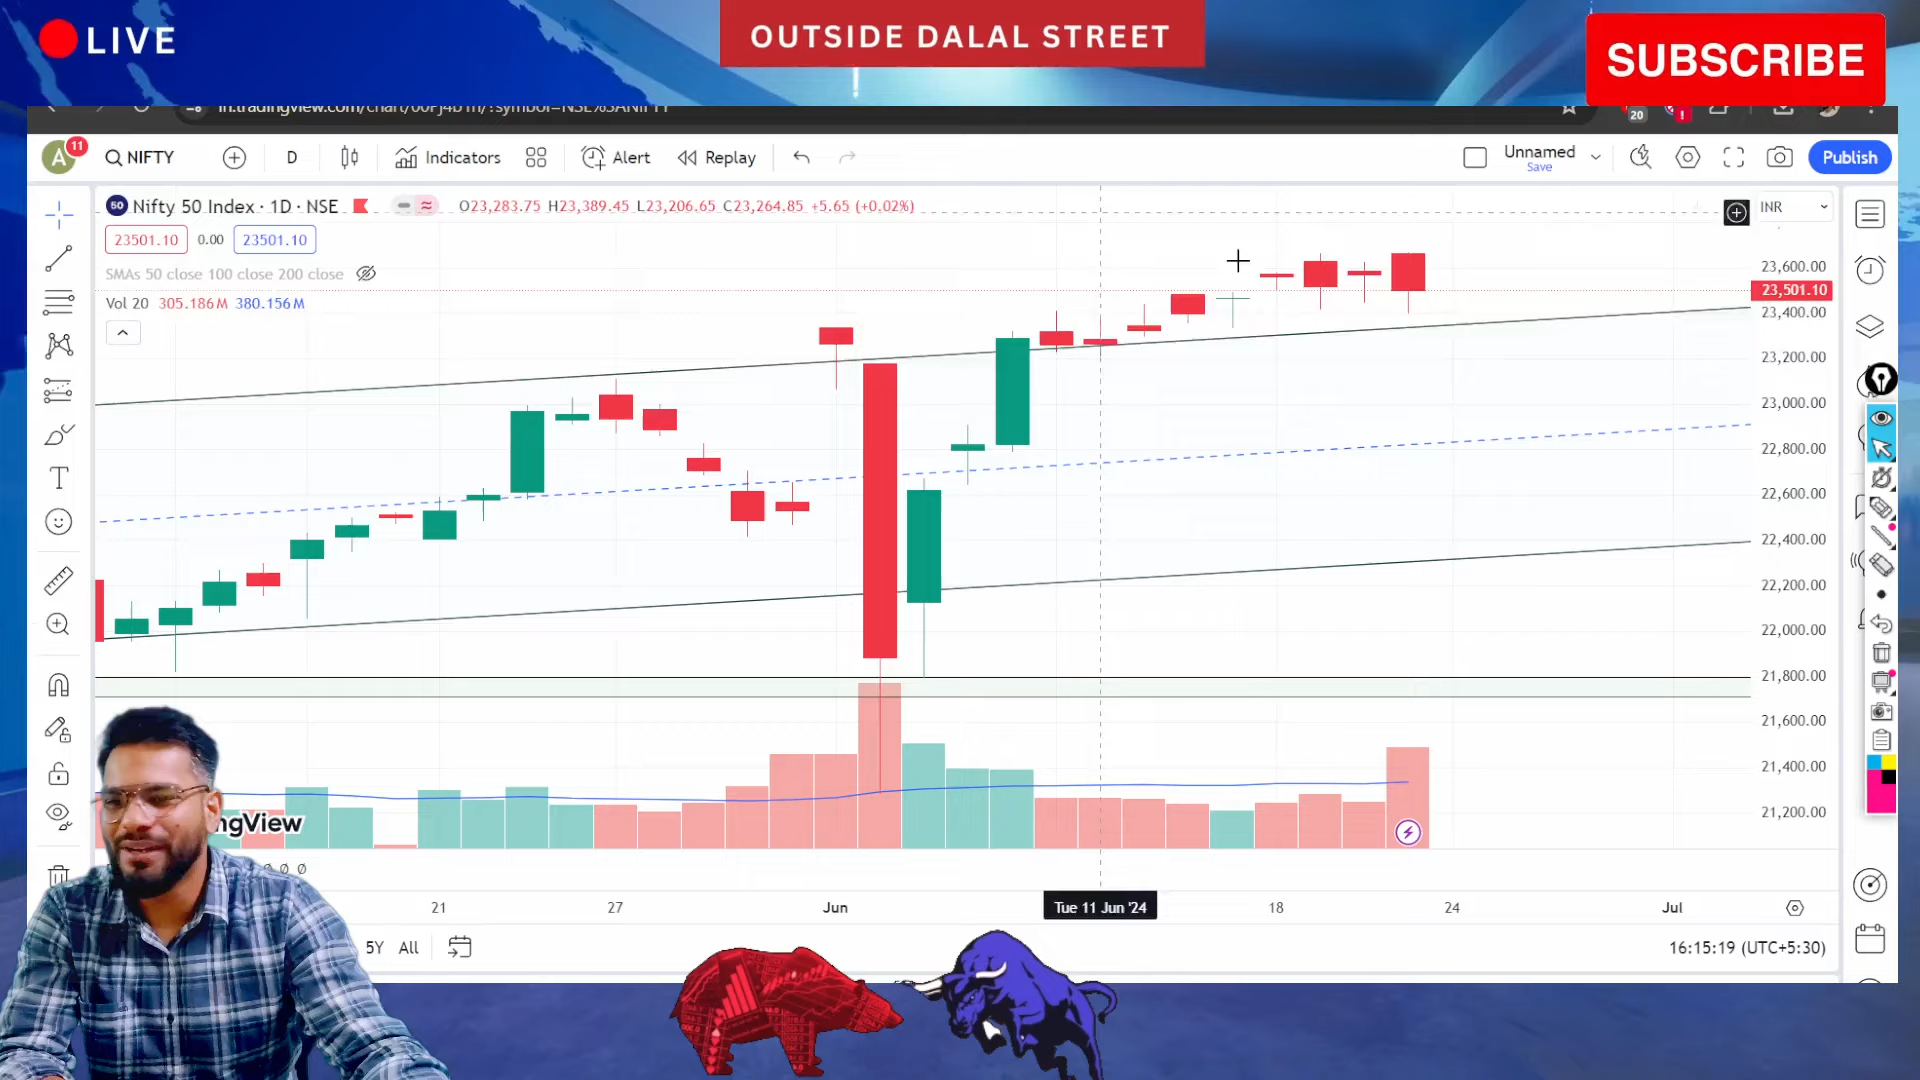 LIVE
OUTSIDE DALAL STREET
SUBSCRIBE
20
!
A
11
NIFTY
D
Indicators
Alert
Replay
Unnamed
Save
Publish
50
Nifty 50 Index · 1D · NSE
O23,283.75 H23,389.45 L23,206.65 C23,264.85 +5.65 (+0.02%)
INR
23501.10
0.00
23501.10
SMAs 50 close 100 close 200 close
Vol 20 305.186M 380.156M
23,600.00
23,501.10
23,400.00
23,200.00
23,000.00
22,800.00
22,600.00
22,400.00
22,200.00
22,000.00
21,800.00
21,600.00
21,400.00
21,200.00
ngView
21
27
Jun
Tue 11 Jun '24
18
24
Jul
5Y
All
16:15:19 (UTC+5:30)